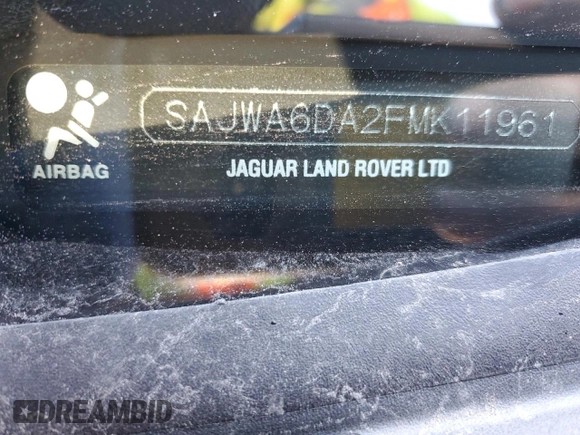 SAJWA6DA2FMK11961
AIRBAG
JAGUAR LAND ROVER LTD
DREAMBID